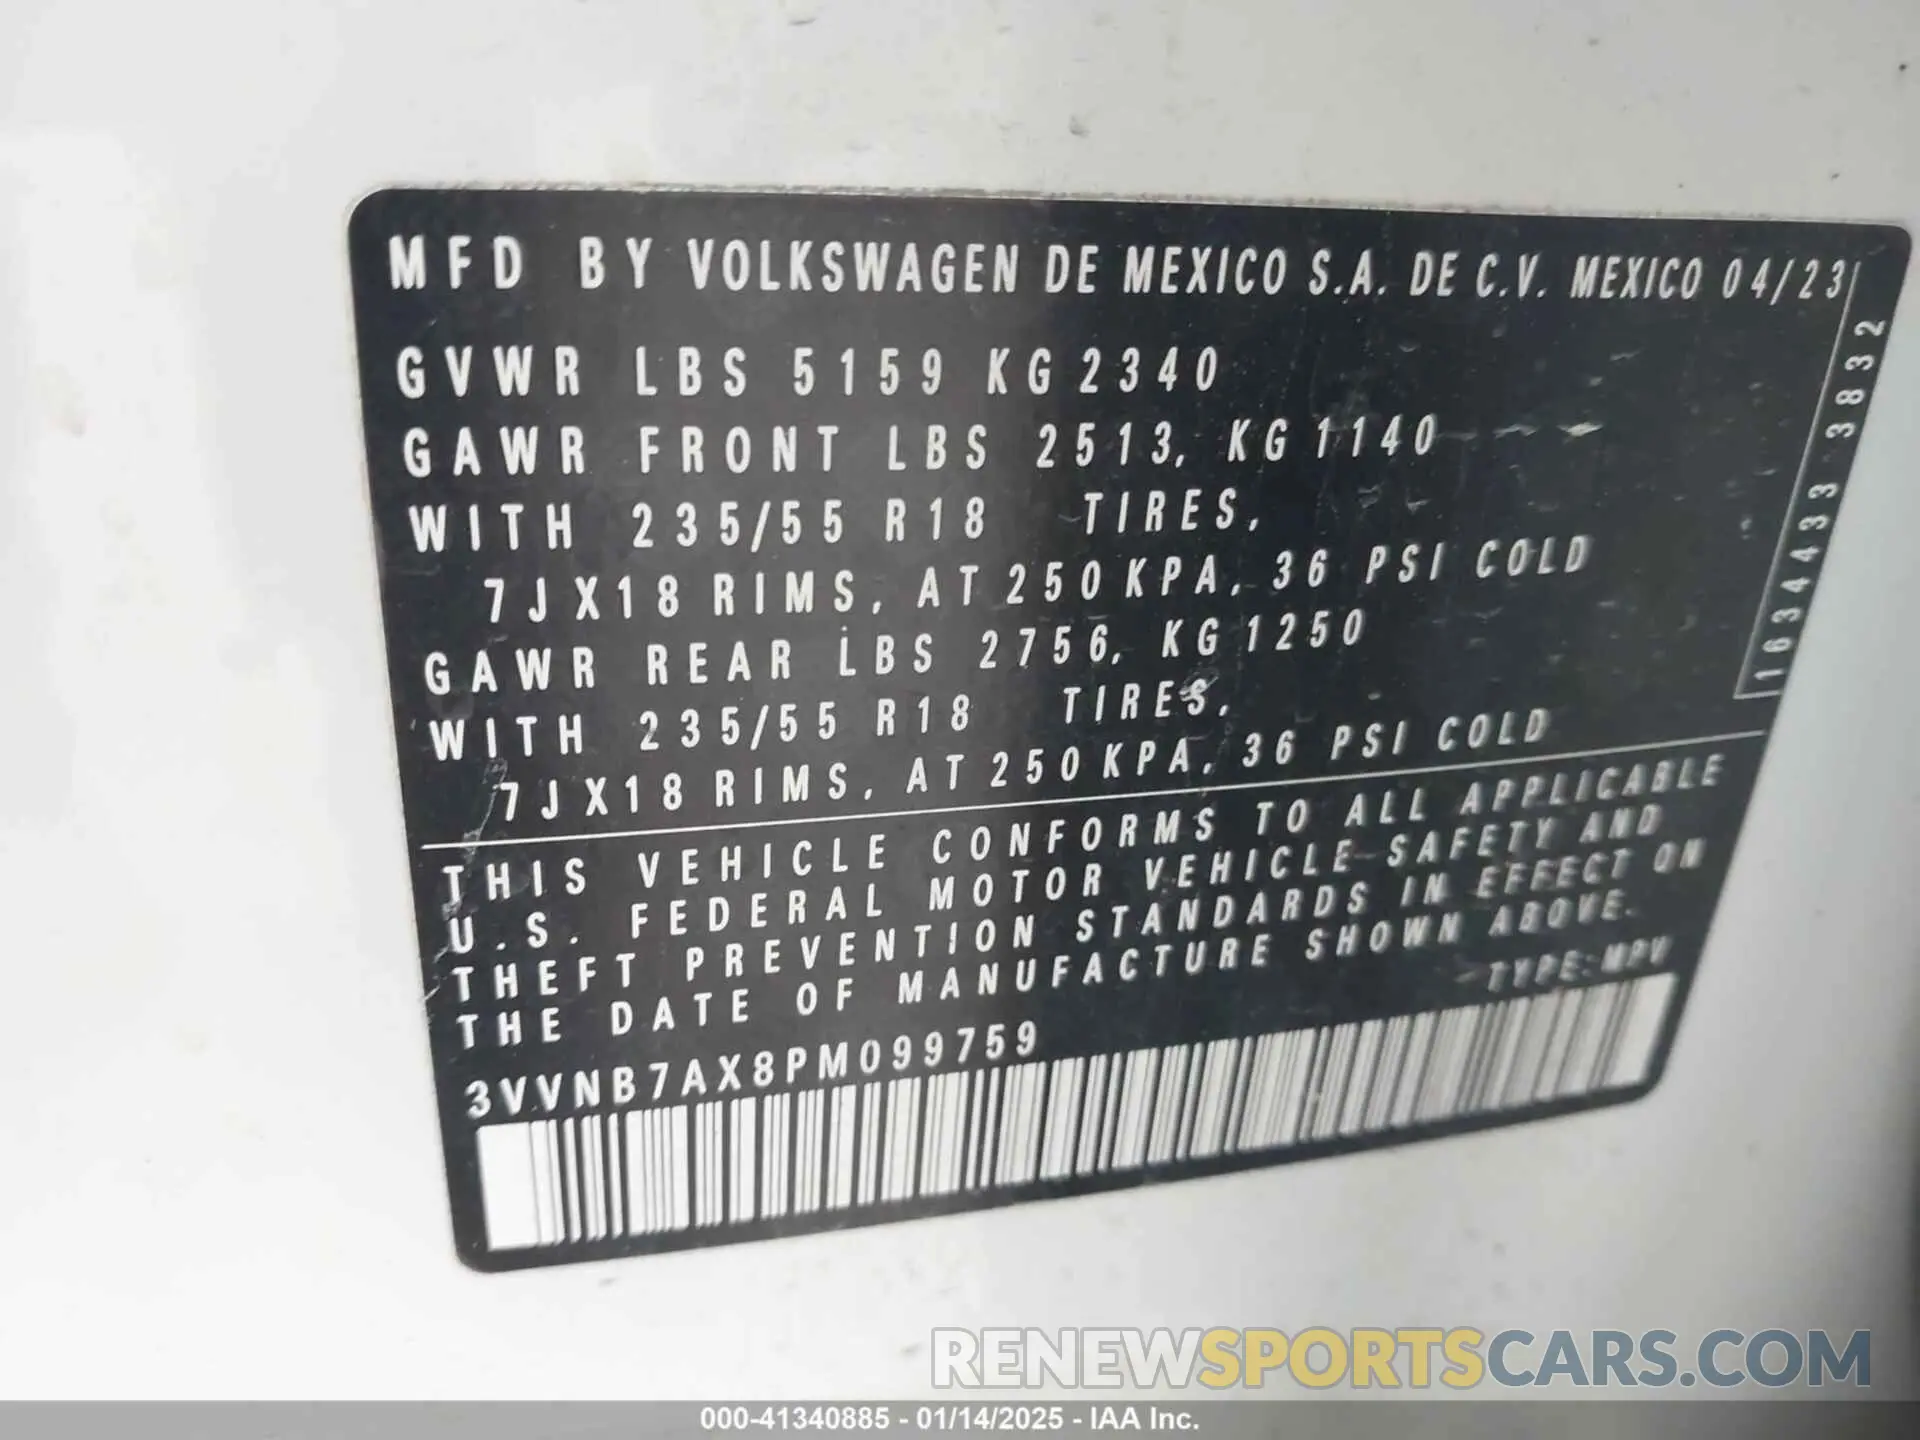 MFD BY VOLKSWAGEN DE MEXICO S.A. DE C.V. MEXICO 04/23
GVWR LBS 5159 KG 2340
GAWR FRONT LBS 2513, KG 1140
WITH 235/55 R18 TIRES,
7JX18 RIMS, AT 250 KPA, 36 PSI COLD
GAWR REAR LBS 2756, KG 1250
WITH 235/55 R18 TIRES,
7JX18 RIMS, AT 250 KPA, 36 PSI COLD
1634433 3832
THIS VEHICLE CONFORMS TO ALL APPLICABLE
U.S. FEDERAL MOTOR VEHICLE SAFETY AND
THEFT PREVENTION STANDARDS IN EFFECT ON
THE DATE OF MANUFACTURE SHOWN ABOVE.
TYPE: MPV
3VVNB7AX8PM099759
RENEWSPORTSCARS.COM
000-41340885 - 01/14/2025 - IAA Inc.